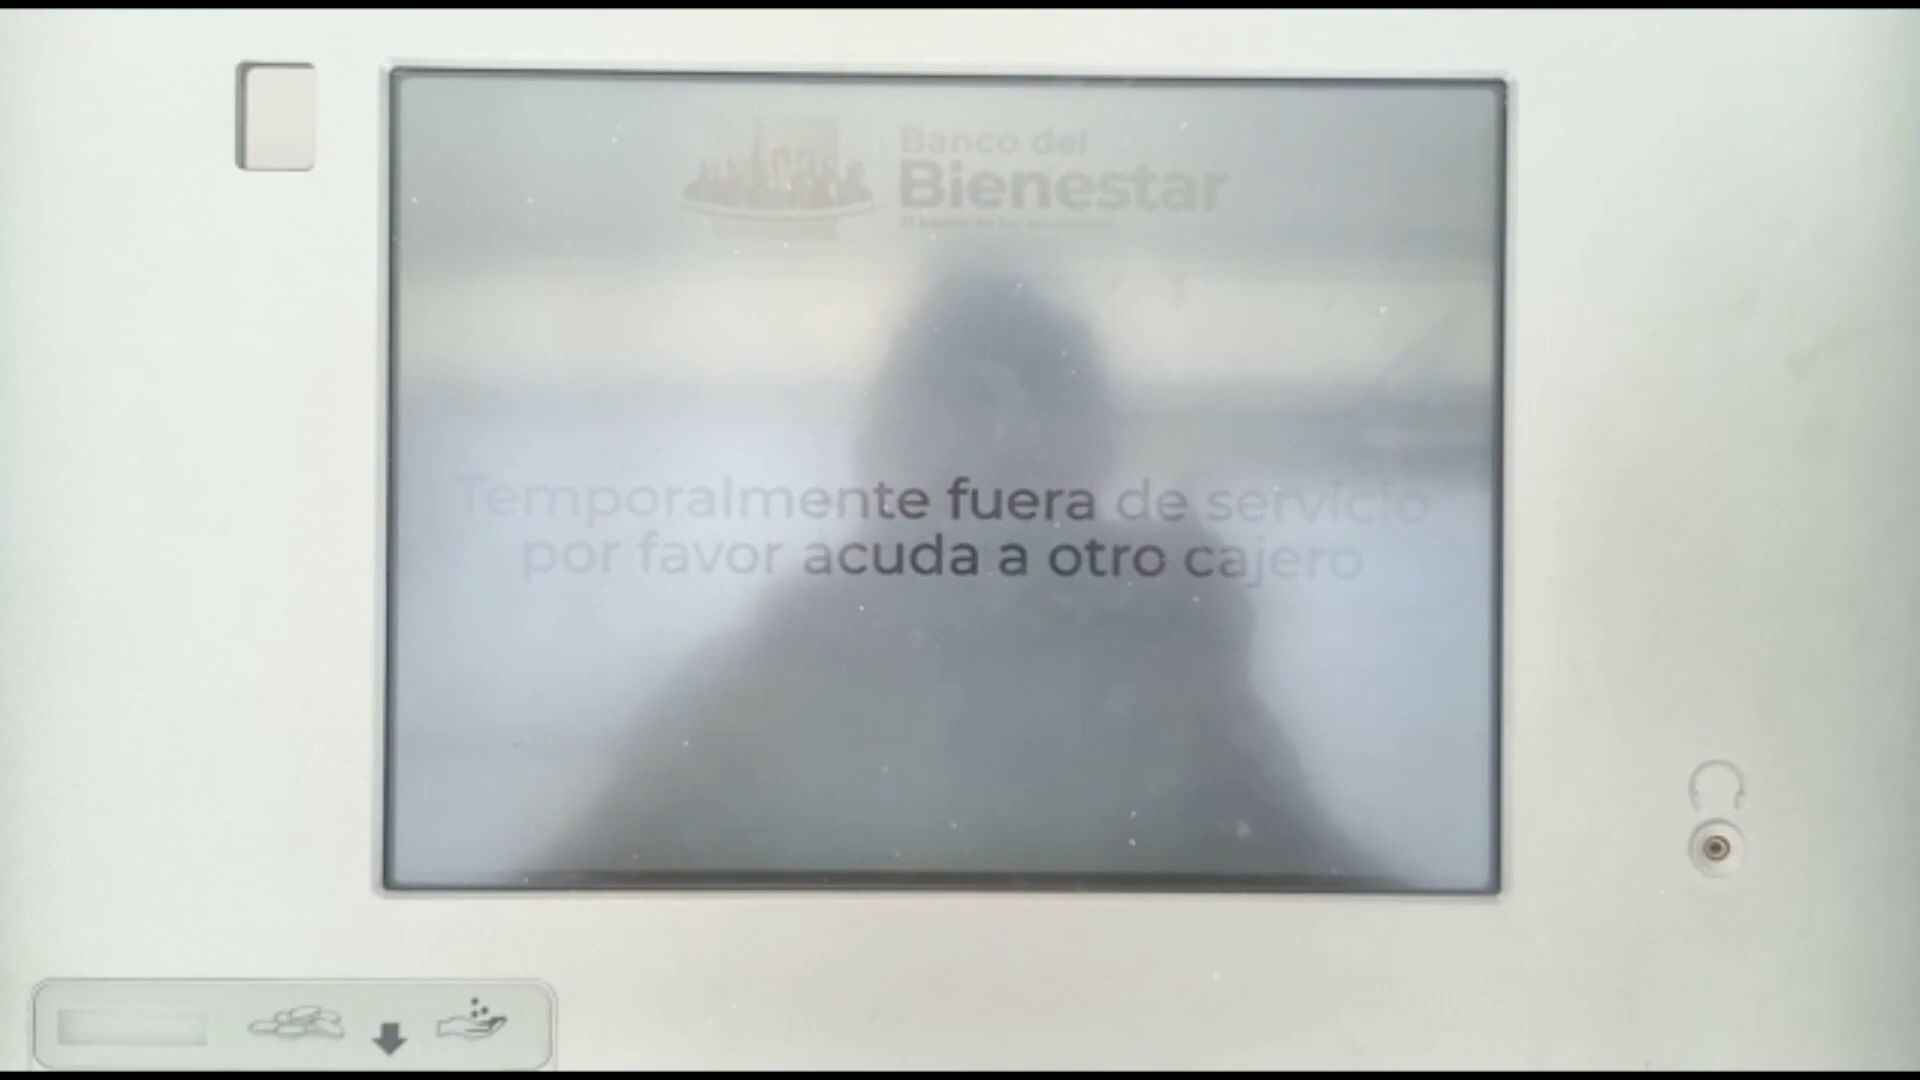 Banco del
Bienestar
Temporalmente fuera de servicio
por favor acuda a otro cajero